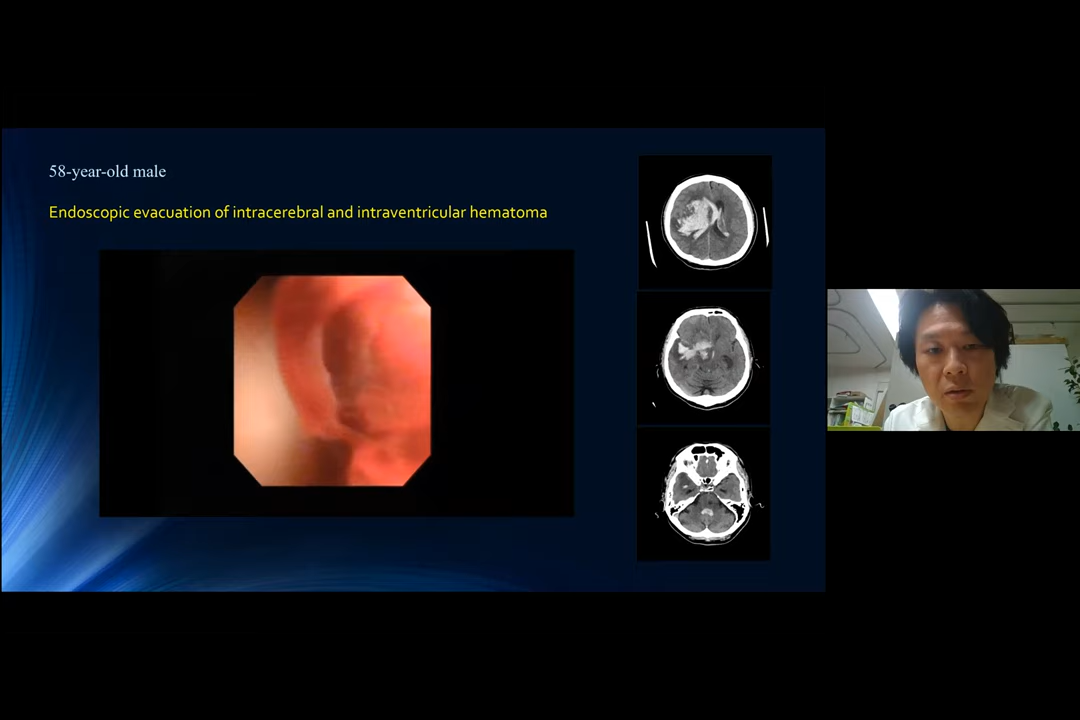 58-year-old male
Endoscopic evacuation of intracerebral and intraventricular hematoma